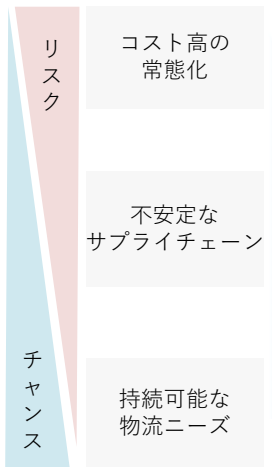 リスク
コスト高の
常態化
不安定な
サプライチェーン
チャンス
持続可能な
物流ニーズ